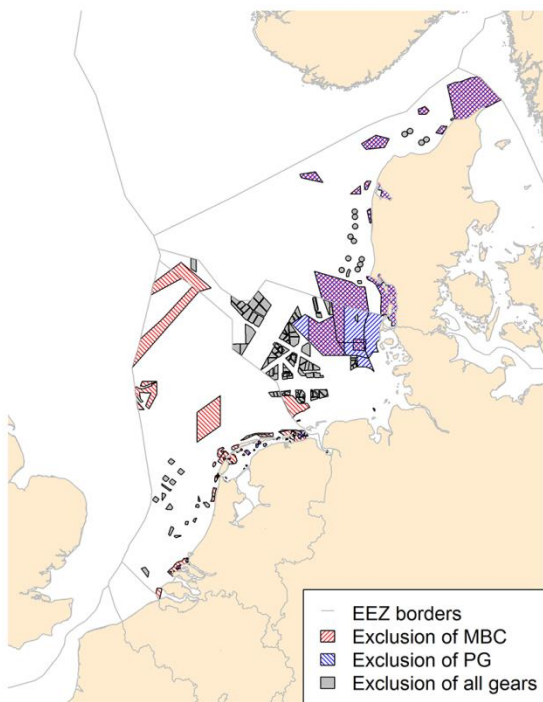 EEZ borders
Exclusion of MBC
Exclusion of PG
Exclusion of all gears